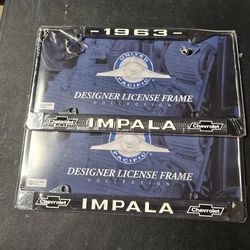 -1963-
UNITED
PACIFIC
DESIGNER LICENSE FRAME
COLLECTION
Chevrolet IMPALA Chevrolet
UNITED
PACIFIC
DESIGNER LICENSE FRAME
COLLECTION
Chevrolet IMPALA Chevrolet